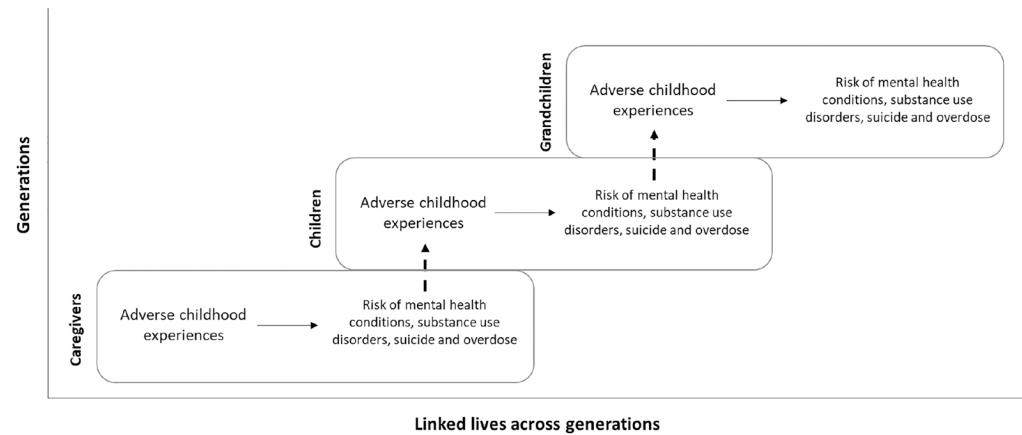 Generations
Grandchildren
Adverse childhood
experiences
Risk of mental health
conditions, substance use
disorders, suicide and overdose
Children
Adverse childhood
experiences
Risk of mental health
conditions, substance use
disorders, suicide and overdose
Caregivers
Adverse childhood
experiences
Risk of mental health
conditions, substance use
disorders, suicide and overdose
Linked lives across generations